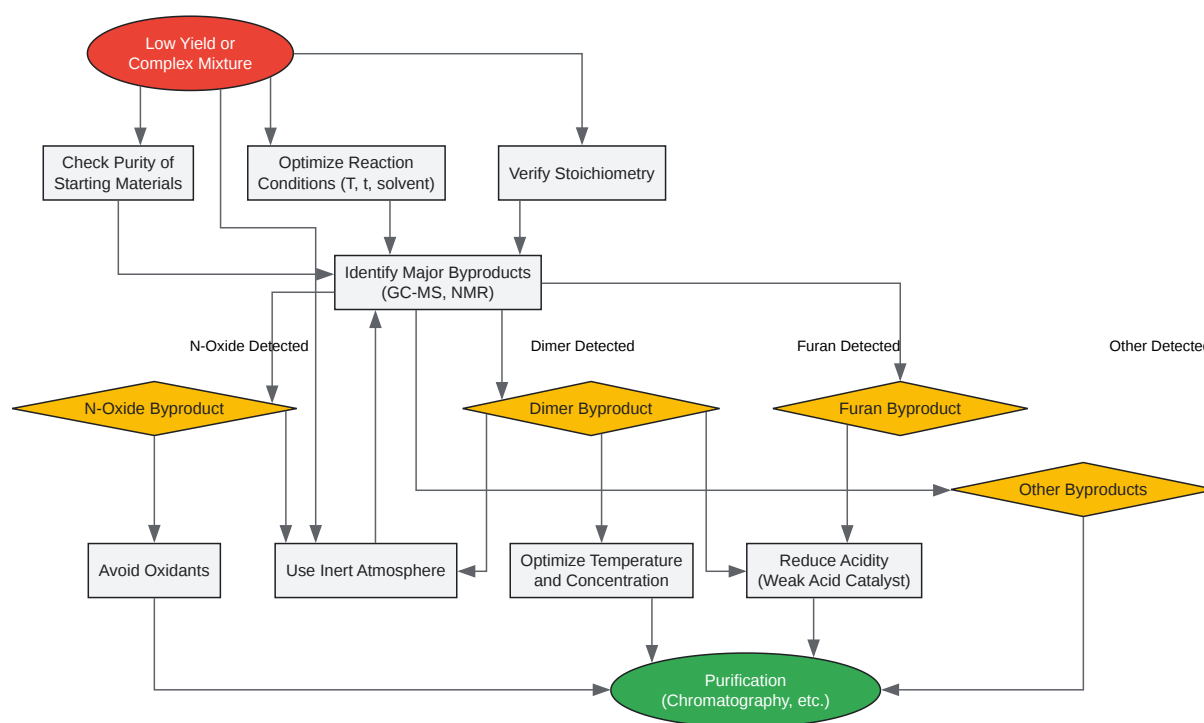 Low Yield or
Complex Mixture
Check Purity of
Starting Materials
Optimize Reaction
Conditions (T, t, solvent)
Verify Stoichiometry
Identify Major Byproducts
(GC-MS, NMR)
N-Oxide Detected
Dimer Detected
Furan Detected
Other Detected
N-Oxide Byproduct
Dimer Byproduct
Furan Byproduct
Other Byproducts
Avoid Oxidants
Use Inert Atmosphere
Optimize Temperature
and Concentration
Reduce Acidity
(Weak Acid Catalyst)
Purification
(Chromatography, etc.)